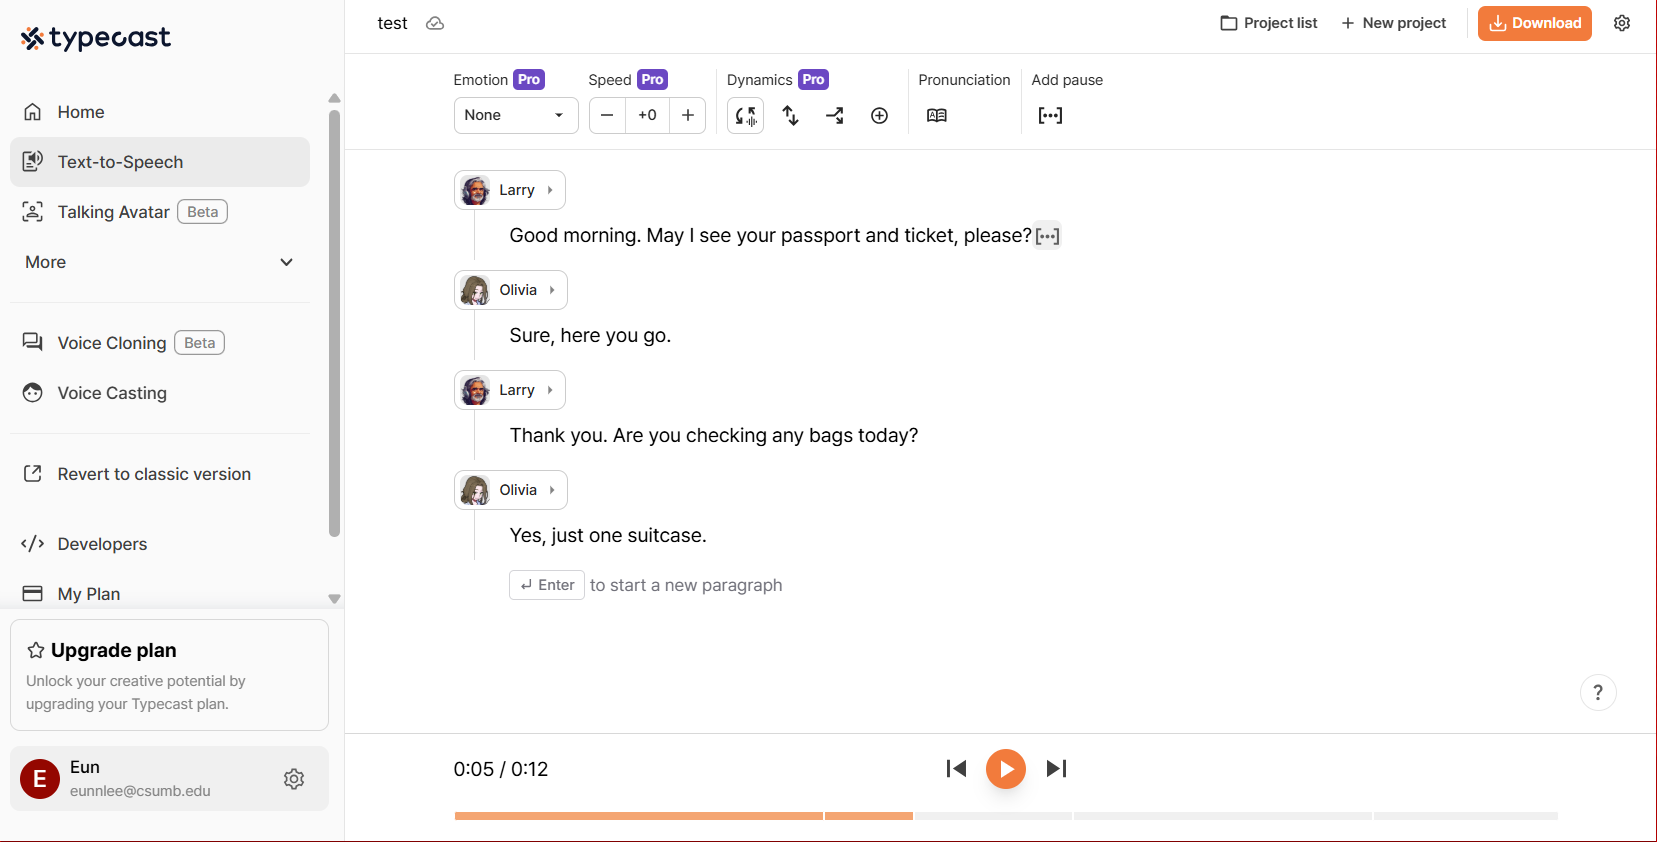 typecast
Home
Text-to-Speech
Talking Avatar Beta
More
Voice Cloning Beta
Voice Casting
Revert to classic version
Developers
My Plan
Upgrade plan
Unlock your creative potential by
upgrading your Typecast plan.
E
Eun
eunnlee@csumb.edu
test
Project list
New project
Download
Emotion Pro
Speed Pro
Dynamics Pro
Pronunciation
Add pause
None
+0
Larry
Good morning. May I see your passport and ticket, please?
Olivia
Sure, here you go.
Larry
Thank you. Are you checking any bags today?
Olivia
Yes, just one suitcase.
Enter to start a new paragraph
?
0:05 / 0:12